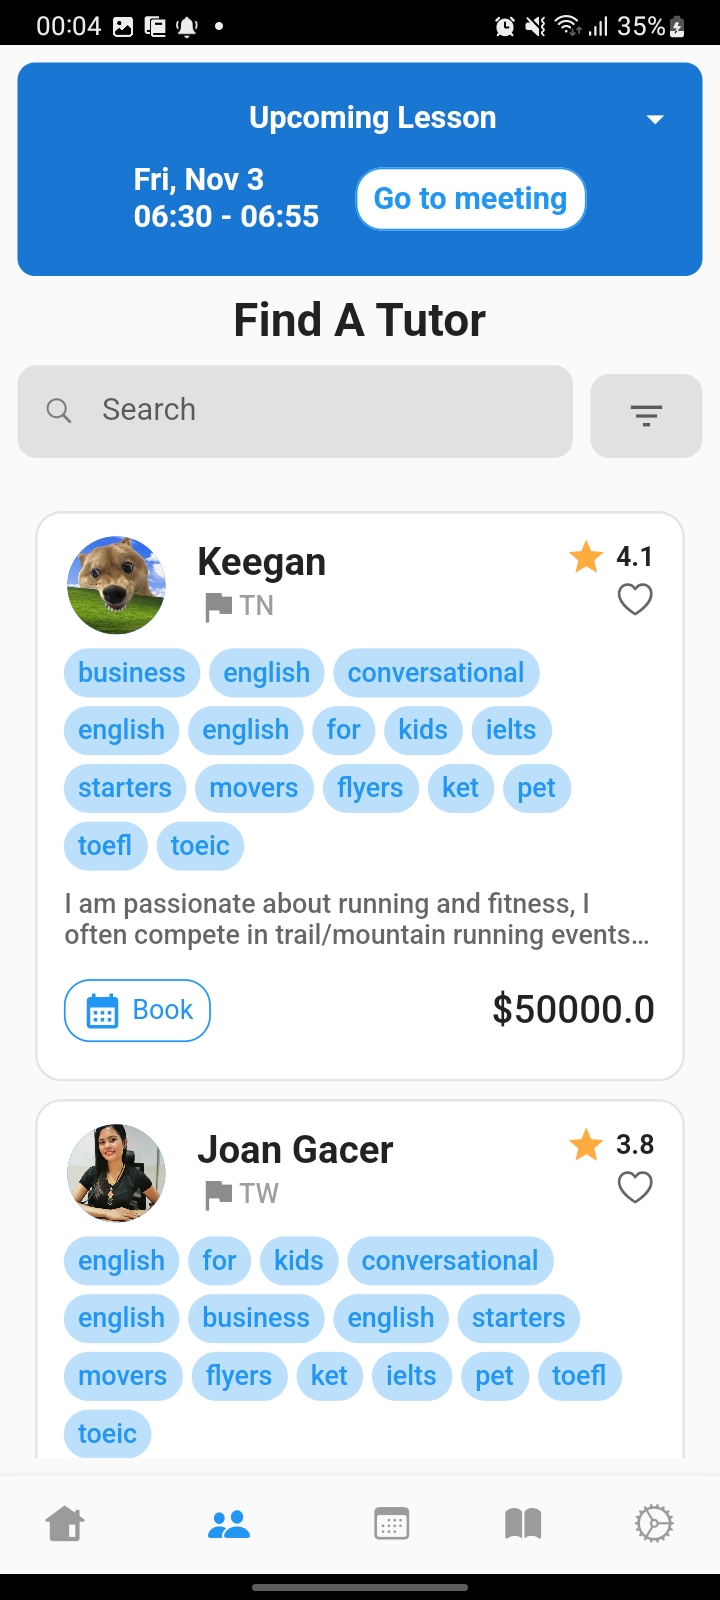 00:04 35%
Upcoming Lesson
Fri, Nov 3
06:30 - 06:55
Go to meeting
Find A Tutor
Search
Keegan 4.1
TN
business english conversational
english english for kids ielts
starters movers flyers ket pet
toefl toeic
I am passionate about running and fitness, I
often compete in trail/mountain running events...
Book $50000.0
Joan Gacer 3.8
TW
english for kids conversational
english business english starters
movers flyers ket ielts pet toefl
toeic